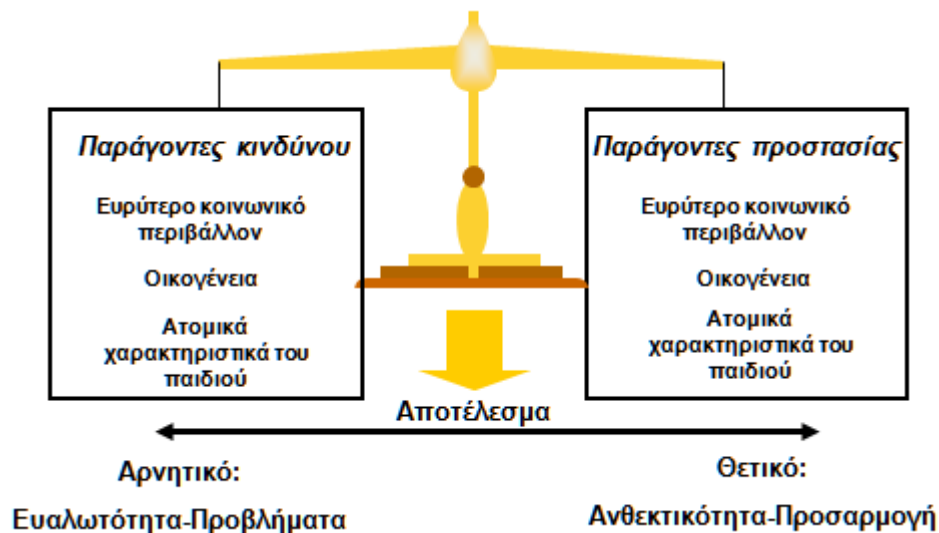 Παράγοντες κινδύνου
Ευρύτερο κοινωνικό
περιβάλλον
Οικογένεια
Ατομικά
χαρακτηριστικά του
παιδιού
Παράγοντες προστασίας
Ευρύτερο κοινωνικό
περιβάλλον
Οικογένεια
Ατομικά
χαρακτηριστικά του
παιδιού
Αποτέλεσμα
Αρνητικό:
Ευαλωτότητα-Προβλήματα
Θετικό:
Ανθεκτικότητα-Προσαρμογή